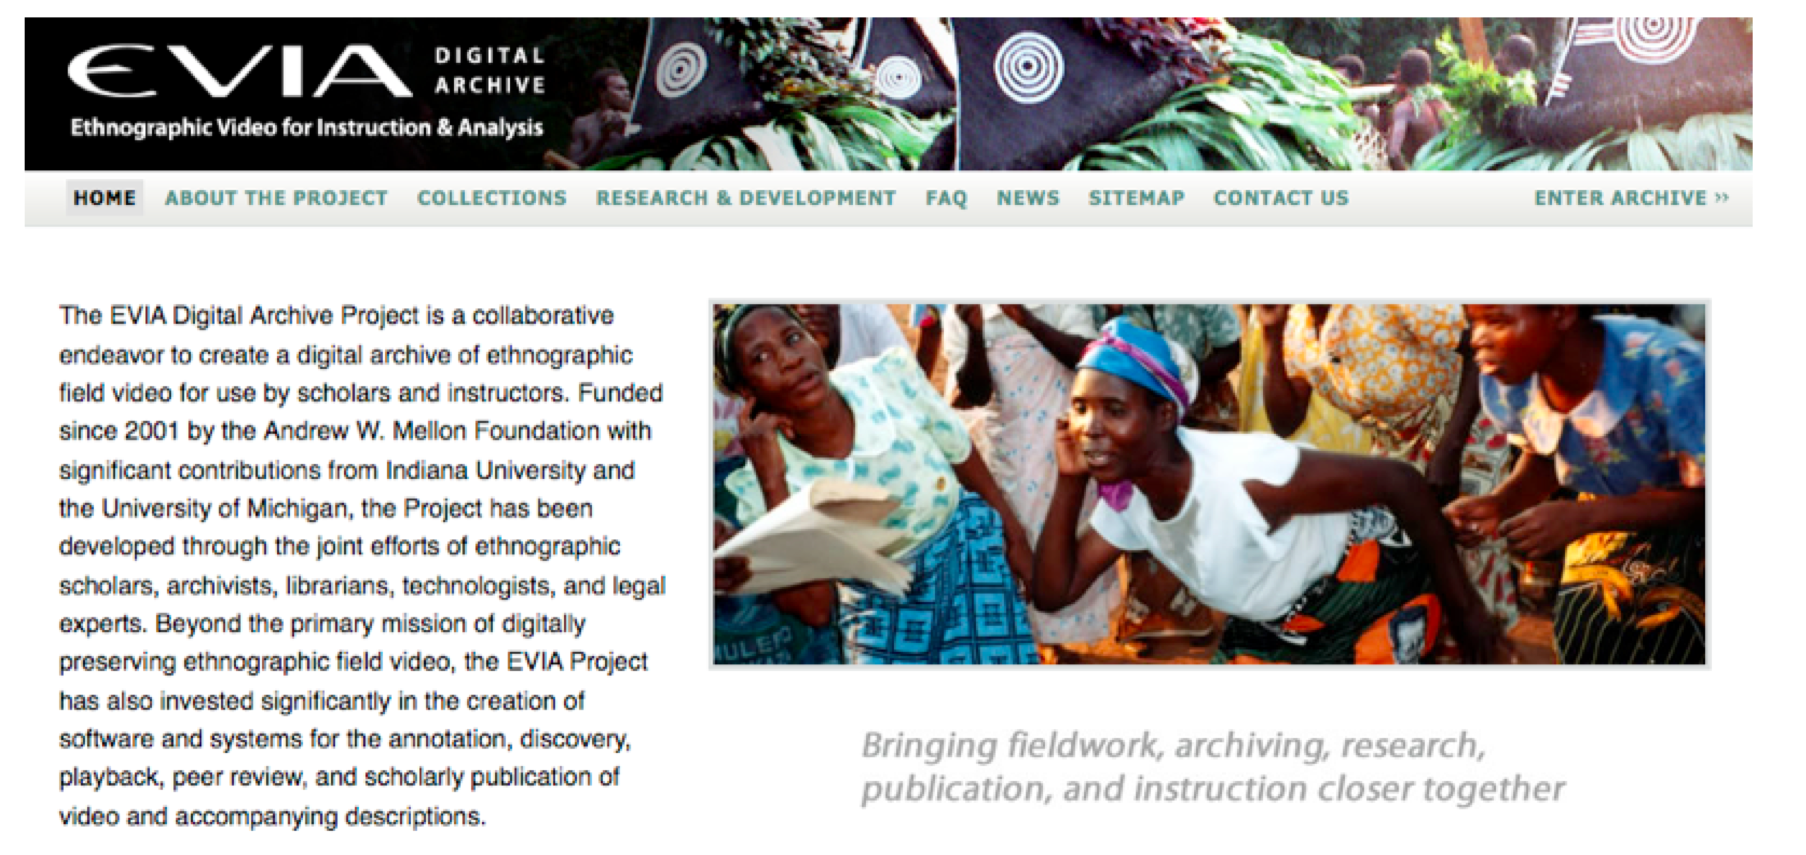 EVIA DIGITAL ARCHIVE
Ethnographic Video for Instruction & Analysis
HOME ABOUT THE PROJECT COLLECTIONS RESEARCH & DEVELOPMENT FAQ NEWS SITEMAP CONTACT US ENTER ARCHIVE »
The EVIA Digital Archive Project is a collaborative
endeavor to create a digital archive of ethnographic
field video for use by scholars and instructors. Funded
since 2001 by the Andrew W. Mellon Foundation with
significant contributions from Indiana University and
the University of Michigan, the Project has been
developed through the joint efforts of ethnographic
scholars, archivists, librarians, technologists, and legal
experts. Beyond the primary mission of digitally
preserving ethnographic field video, the EVIA Project
has also invested significantly in the creation of
software and systems for the annotation, discovery,
playback, peer review, and scholarly publication of
video and accompanying descriptions.
Bringing fieldwork, archiving, research,
publication, and instruction closer together